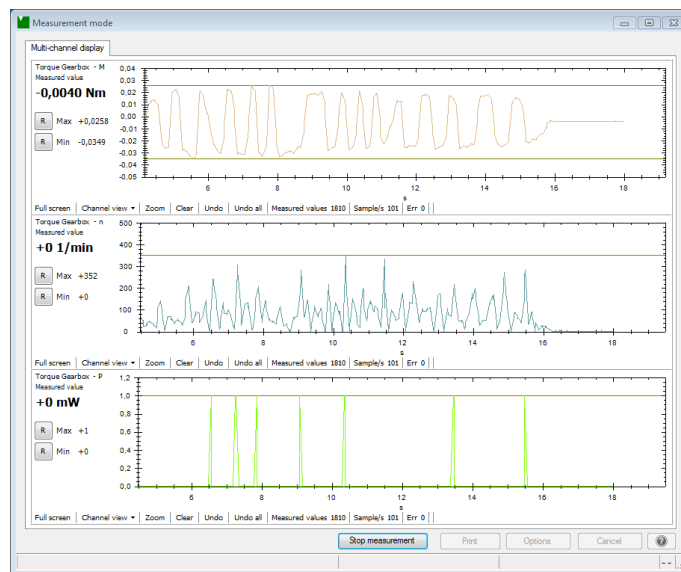 Measurement mode
Multi-channel display
Torque Gearbox - M
Measured value
-0,0040 Nm
R Max +0,0258
R Min -0,0349
0,04
0,03
0,02
0,01
-0,00
-0,01
-0,02
-0,03
-0,04
-0,05
6 8 10 12 14 16 18
s
Full screen Channel view Zoom Clear Undo Undo all Measured values 1810 Sample/s 101 Err 0
Torque Gearbox - n
Measured value
+0 1/min
R Max +352
R Min +0
500
400
300
200
100
0
6 8 10 12 14 16 18
s
Full screen Channel view Zoom Clear Undo Undo all Measured values 1810 Sample/s 101 Err 0
Torque Gearbox - P
Measured value
+0 mW
R Max +1
R Min +0
1,2
1,0
0,8
0,6
0,4
0,2
0,0
6 8 10 12 14 16 18
s
Full screen Channel view Zoom Clear Undo Undo all Measured values 1810 Sample/s 101 Err 0
Stop measurement Print Options Cancel ?
--